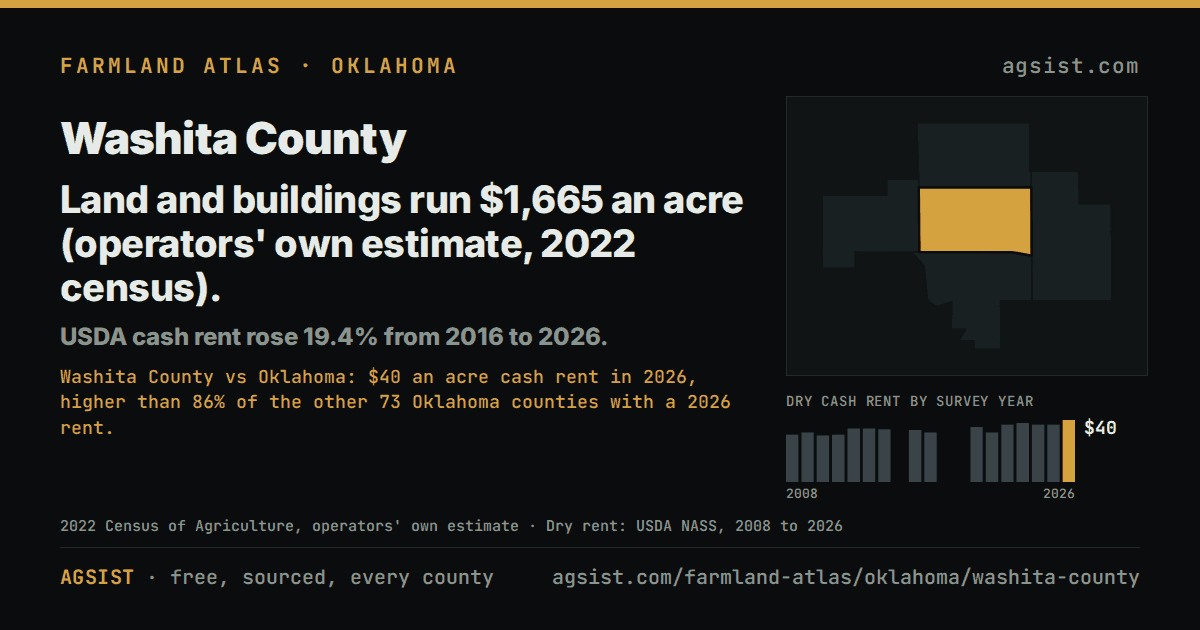 FARMLAND ATLAS · OKLAHOMA
agsist.com
Washita County
Land and buildings run $1,665 an acre
(operators' own estimate, 2022
census).
USDA cash rent rose 19.4% from 2016 to 2026.
Washita County vs Oklahoma: $40 an acre cash rent in 2026,
higher than 86% of the other 73 Oklahoma counties with a 2026
rent.
DRY CASH RENT BY SURVEY YEAR
$40
2008
2026
2022 Census of Agriculture, operators' own estimate · Dry rent: USDA NASS, 2008 to 2026
AGSIST · free, sourced, every county
agsist.com/farmland-atlas/oklahoma/washita-county